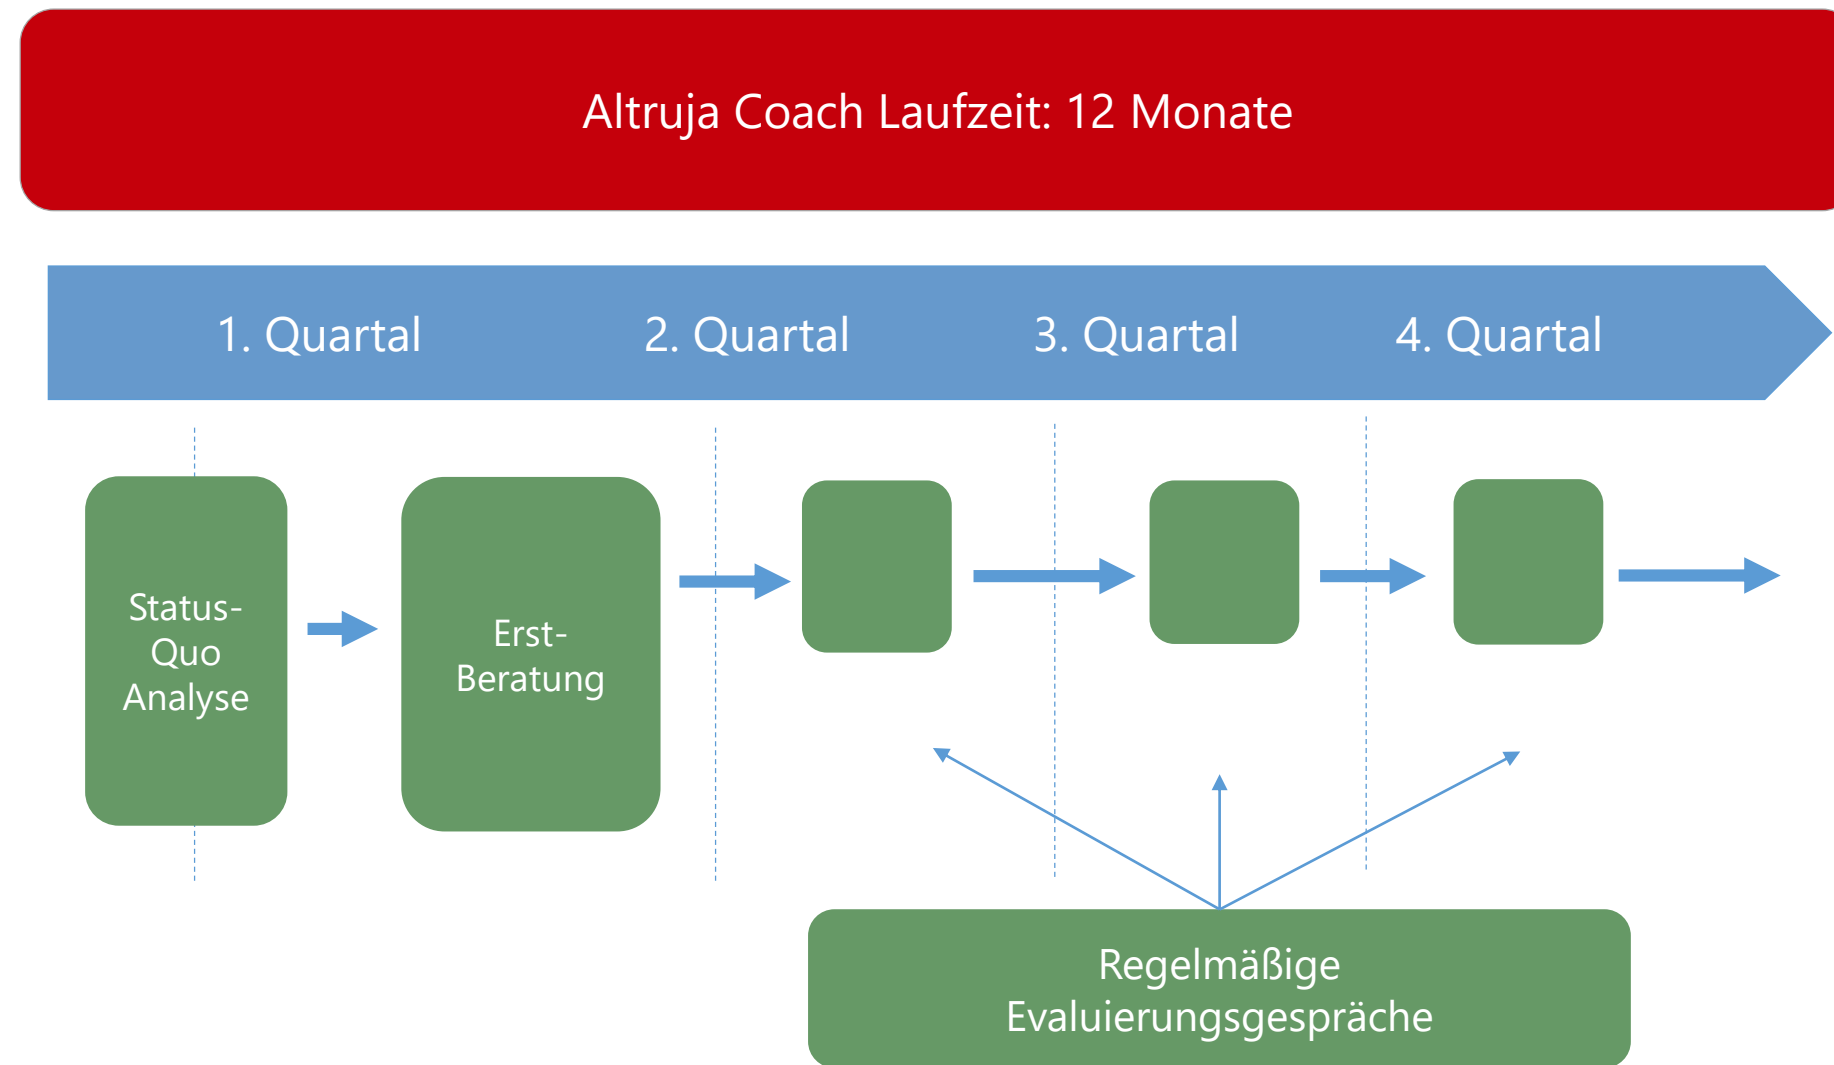 Altruja Coach Laufzeit: 12 Monate
1. Quartal
2. Quartal
3. Quartal
4. Quartal
Status-
Quo
Analyse
Erst-
Beratung
Regelmäßige
Evaluierungsgespräche